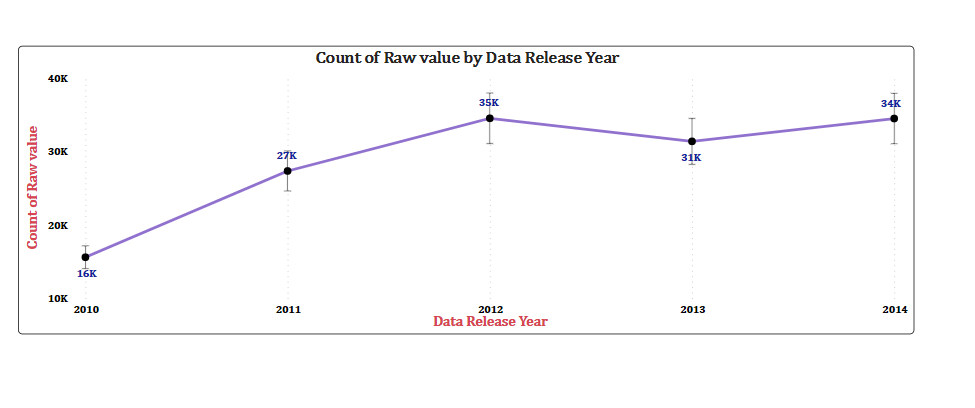 Count of Raw value by Data Release Year
Count of Raw value
40K
30K
20K
10K
16K
27K
35K
31K
34K
2010 2011 2012 2013 2014
Data Release Year